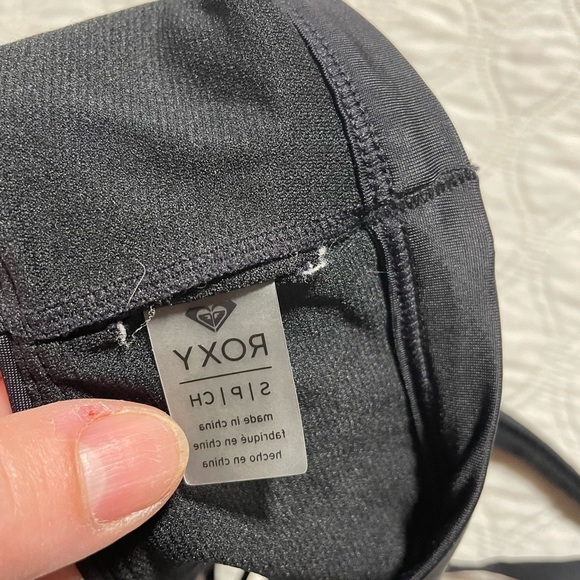 ROXY
S|P|CH
made in china
fabriqué en chine
hecho en china